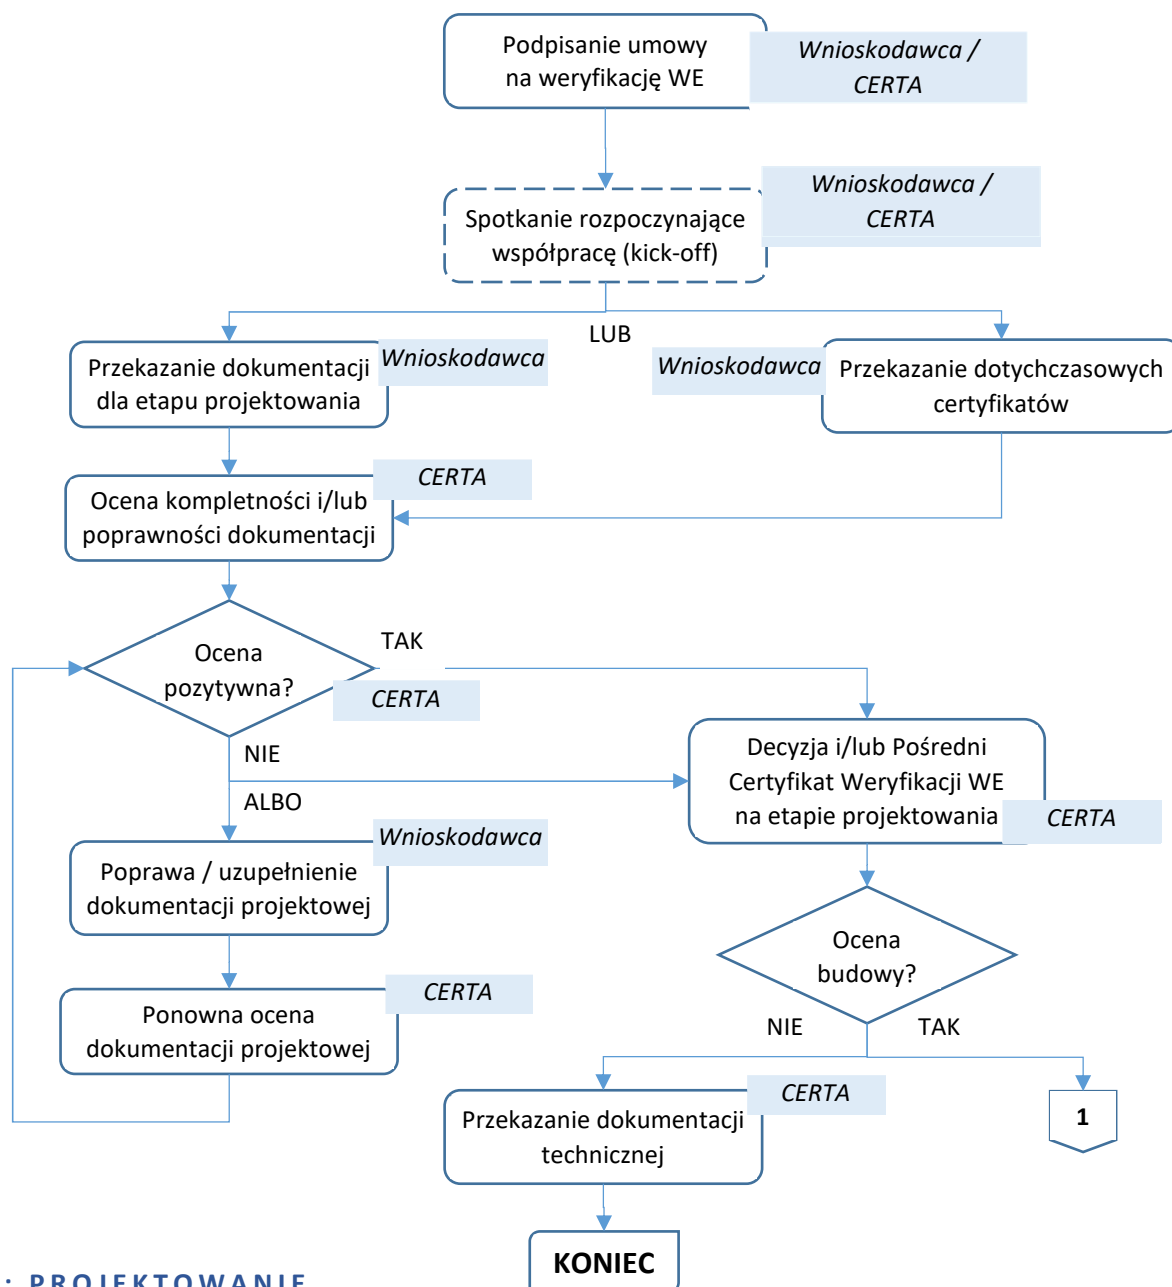 Podpisanie umowy
na weryfikację WE
Wnioskodawca /
CERTA
Spotkanie rozpoczynające
współpracę (kick-off)
Wnioskodawca /
CERTA
LUB
Przekazanie dokumentacji
dla etapu projektowania
Wnioskodawca
Wnioskodawca
Przekazanie dotychczasowych
certyfikatów
Ocena kompletności i/lub
poprawności dokumentacji
CERTA
Ocena
pozytywna?
TAK
CERTA
NIE
ALBO
Decyzja i/lub Pośredni
Certyfikat Weryfikacji WE
na etapie projektowania
CERTA
Poprawa / uzupełnienie
dokumentacji projektowej
Wnioskodawca
Ocena
budowy?
Ponowna ocena
dokumentacji projektowej
CERTA
NIE
TAK
Przekazanie dokumentacji
technicznej
CERTA
1
KONIEC
: PROJEKTOWANIE